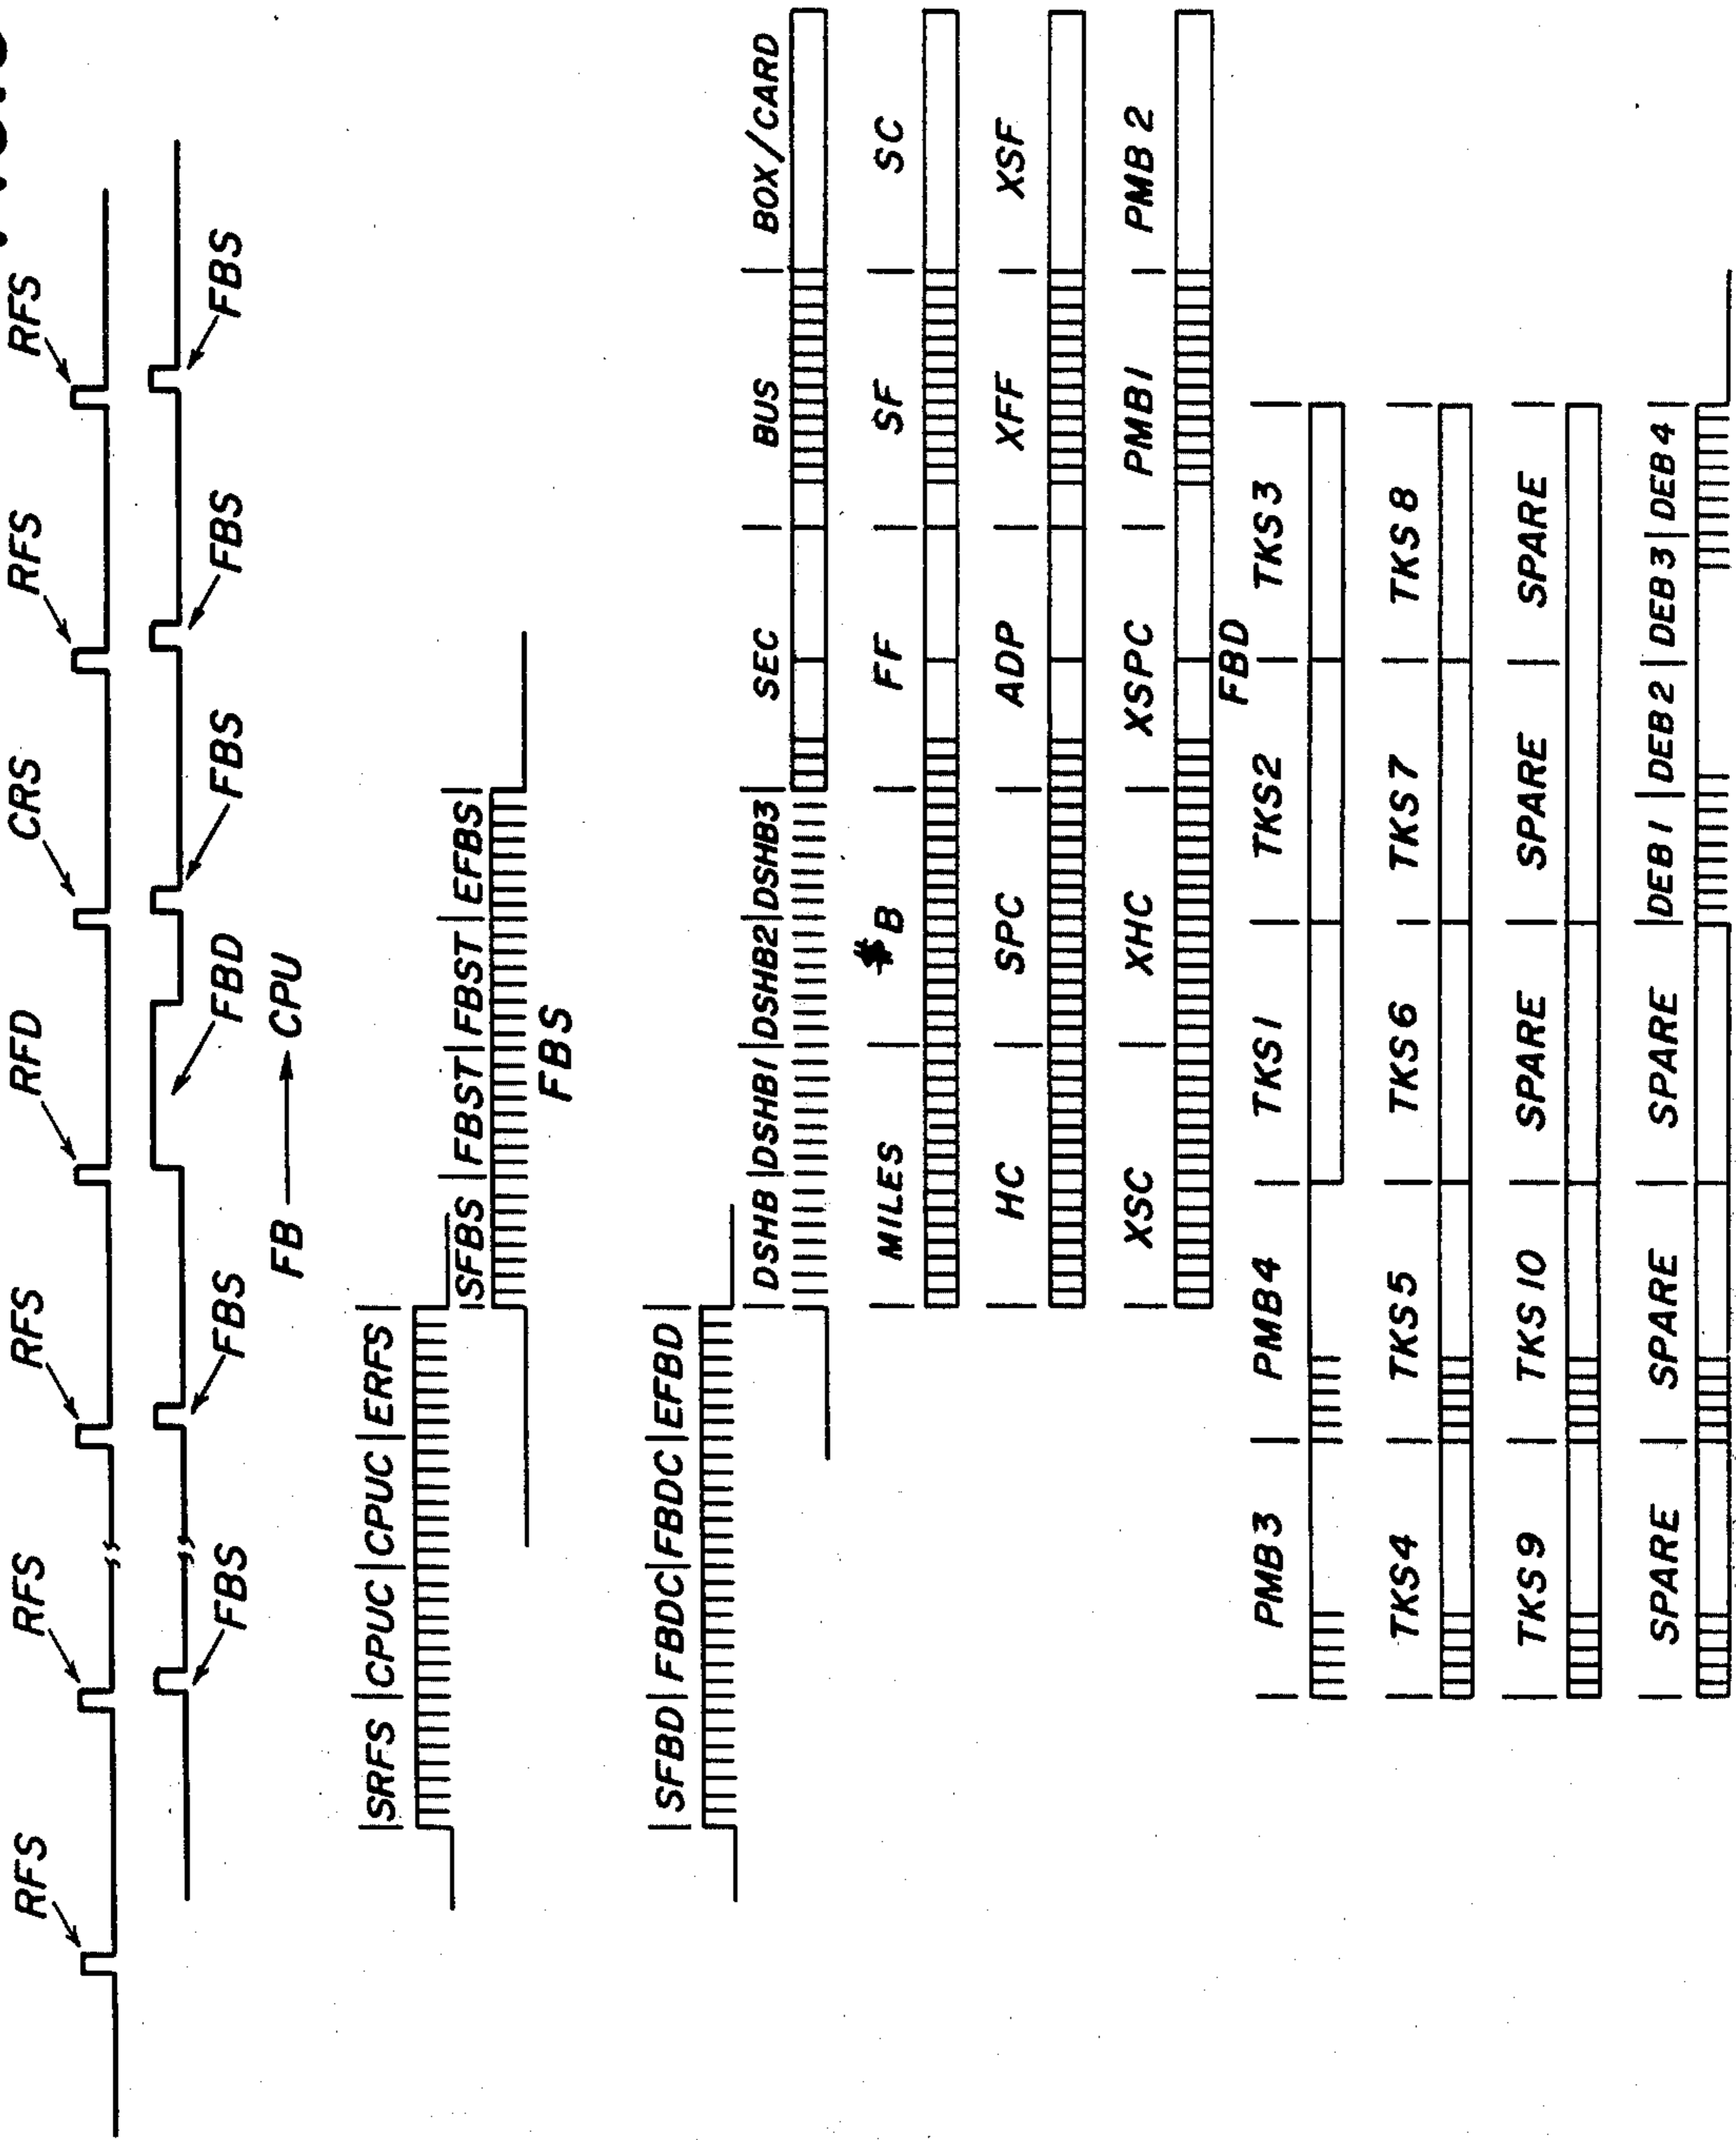 RFS RFS RFS RFD CRS RFS RFS
FBS FBS FBD FBS FBS FBS
FB → CPU
SRFS CPUC CPUC ERFS
SFBS FBST FBST EFBS
FBS
SFBD FBDC FBDC EFBD
DSHB DSHB1 DSHB2 DSHB3 SEC BUS BOX/CARD
MILES $B FF SF SC
HC SPC ADP XFF XSF
XSC XHC XSPC PMB1 PMB2
FBD
PMB3 PMB4 TKS1 TKS2 TKS3
TKS4 TKS5 TKS6 TKS7 TKS8
TKS9 TKS10 SPARE SPARE SPARE
SPARE SPARE SPARE DEB1 DEB2 DEB3 DEB4